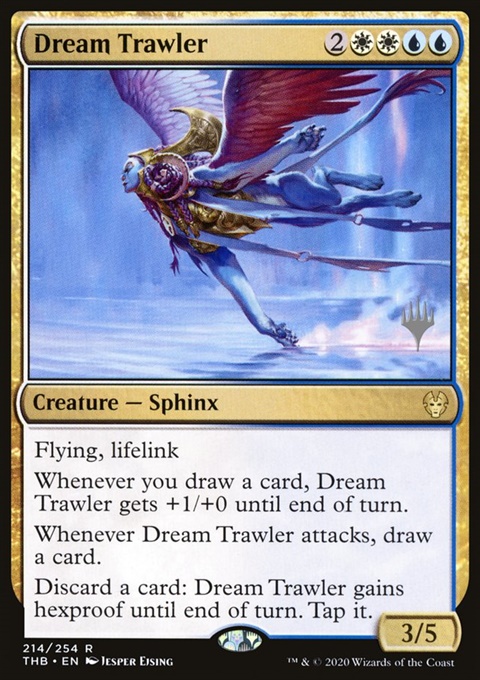 Dream Trawler 2
Creature — Sphinx
Flying, lifelink
Whenever you draw a card, Dream
Trawler gets +1/+0 until end of turn.
Whenever Dream Trawler attacks, draw
a card.
Discard a card: Dream Trawler gains
hexproof until end of turn. Tap it.
3/5
214/254 R
THB • EN Jesper Eising
™ & © 2020 Wizards of the Coast